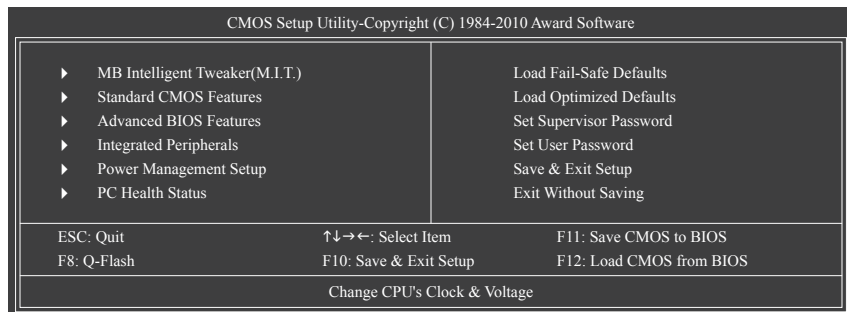 CMOS Setup Utility-Copyright (C) 1984-2010 Award Software
MB Intelligent Tweaker(M.I.T.)
Standard CMOS Features
Advanced BIOS Features
Integrated Peripherals
Power Management Setup
PC Health Status
Load Fail-Safe Defaults
Load Optimized Defaults
Set Supervisor Password
Set User Password
Save & Exit Setup
Exit Without Saving
ESC: Quit ↑↓→←: Select Item F11: Save CMOS to BIOS
F8: Q-Flash F10: Save & Exit Setup F12: Load CMOS from BIOS
Change CPU's Clock & Voltage